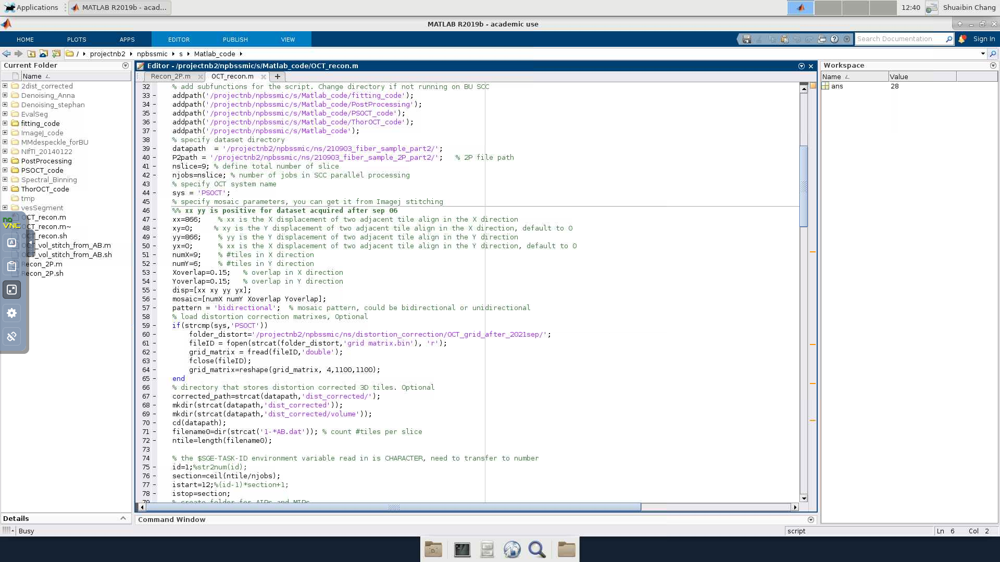 Applications MATLAB R2019b - acad... 12:40 Shuaibin Chang
MATLAB R2019b - academic use
HOME PLOTS APPS EDITOR PUBLISH VIEW Search Documentation Sign In
/ projectnb2 npbssmic s Matlab_code
Current Folder
Name
2dist_corrected
Denoising_Anna
Denoising_stephan
EvalSeg
fitting_code
ImageJ_code
MMdespeckle_forBU
NIfTI_20140122
PostProcessing
PSOCT_code
Spectral_Binning
ThorOCT_code
tmp
vesSegment
OCT_recon.m
OCT_recon.m~
OCT_recon.sh
OCT_vol_stitch_from_AB.m
OCT_vol_stitch_from_AB.sh
Recon_2P.m
Recon_2P.sh
no
VNC
A
Details
Busy
Editor - /projectnb2/npbssmic/s/Matlab_code/OCT_recon.m
Recon_2P.m OCT_recon.m +
32 % add subfunctions for the script. Change directory if not running on BU SCC
33 - addpath('/projectnb/npbssmic/s/Matlab_code/fitting_code');
34 - addpath('/projectnb/npbssmic/s/Matlab_code/PostProcessing');
35 - addpath('/projectnb/npbssmic/s/Matlab_code/PSOCT_code');
36 - addpath('/projectnb/npbssmic/s/Matlab_code/ThorOCT_code');
37 - addpath('/projectnb/npbssmic/s/Matlab_code');
38 % specify dataset directory
39 - datapath  = '/projectnb2/npbssmic/ns/210903_fiber_sample_part2/';
40 - P2path = '/projectnb2/npbssmic/ns/210903_fiber_sample_2P_part2/';   % 2P file path
41 - nslice=9; % define total number of slice
42 - njobs=nslice; % number of jobs in SCC parallel processing
43 % specify OCT system name
44 - sys = 'PSOCT';
45 % specify mosaic parameters, you can get it from Imagej stitching
46 %% xx yy is positive for dataset acquired after sep 06
47 - xx=866;    % xx is the X displacement of two adjacent tile align in the X direction
48 - xy=0;     % xy is the Y displacement of two adjacent tile align in the X direction, default to 0
49 - yy=866;    % yy is the Y displacement of two adjacent tile align in the Y direction
50 - yx=0;      % xx is the X displacement of two adjacent tile align in the Y direction, default to 0
51 - numX=9;    % #tiles in X direction
52 - numY=6;    % #tiles in Y direction
53 - Xoverlap=0.15;   % overlap in X direction
54 - Yoverlap=0.15;   % overlap in Y direction
55 - disp=[xx xy yy yx];
56 - mosaic=[numX numY Xoverlap Yoverlap];
57 - pattern = 'bidirectional';  % mosaic pattern, could be bidirectional or unidirectional
58 % load distortion correction matrixes, Optional
59 - if(strcmp(sys,'PSOCT'))
60 - folder_distort='/projectnb2/npbssmic/ns/distortion_correction/OCT_grid_after_2021sep/';
61 - fileID = fopen(strcat(folder_distort,'grid matrix.bin'), 'r');
62 - grid_matrix = fread(fileID,'double');
63 - fclose(fileID);
64 - grid_matrix=reshape(grid_matrix, 4,1100,1100);
65 - end
66 % directory that stores distortion corrected 3D tiles. Optional
67 - corrected_path=strcat(datapath,'dist_corrected/');
68 - mkdir(strcat(datapath,'dist_corrected'));
69 - mkdir(strcat(datapath,'dist_corrected/volume'));
70 - cd(datapath);
71 - filename0=dir(strcat('1-*AB.dat')); % count #tiles per slice
72 - ntile=length(filename0);
73
74 % the $SGE-TASK-ID environment variable read in is CHARACTER, need to transfer to number
75 - id=1;%str2num(id);
76 - section=ceil(ntile/njobs);
77 - istart=12;%(id-1)*section+1;
78 - istop=section;
79 % create folder for AIPs and MIPs
Command Window
Workspace
Name Value
ans 28
script Ln 6 Col 2